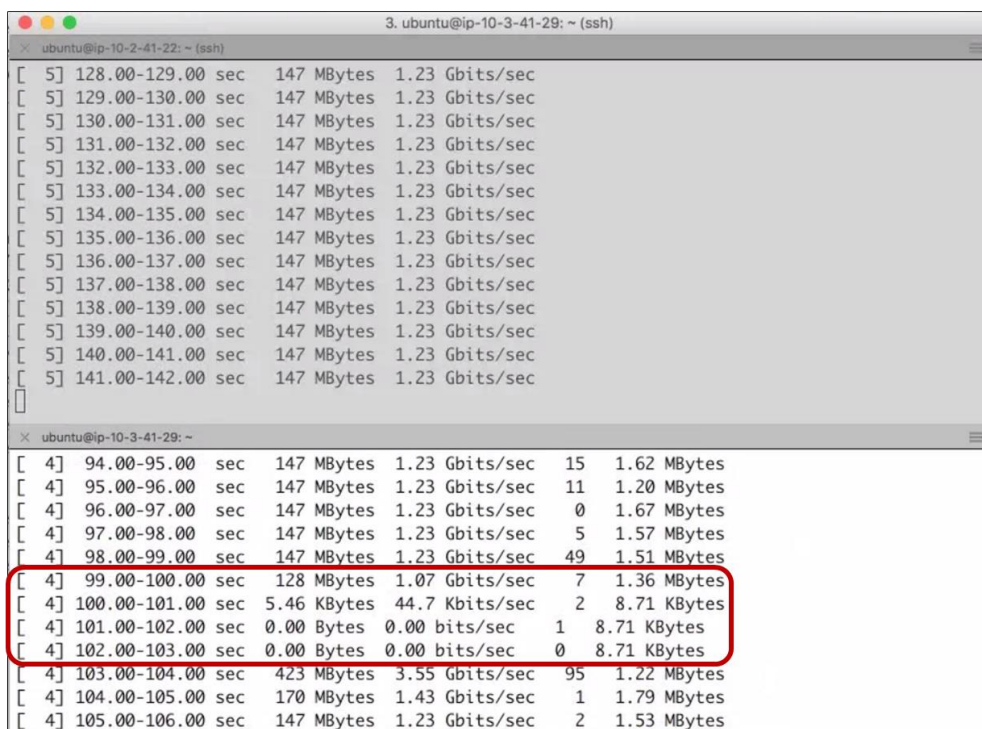 3. ubuntu@ip-10-3-41-29: ~ (ssh)
× ubuntu@ip-10-2-41-22: ~ (ssh)
[  5] 128.00-129.00 sec   147 MBytes  1.23 Gbits/sec
[  5] 129.00-130.00 sec   147 MBytes  1.23 Gbits/sec
[  5] 130.00-131.00 sec   147 MBytes  1.23 Gbits/sec
[  5] 131.00-132.00 sec   147 MBytes  1.23 Gbits/sec
[  5] 132.00-133.00 sec   147 MBytes  1.23 Gbits/sec
[  5] 133.00-134.00 sec   147 MBytes  1.23 Gbits/sec
[  5] 134.00-135.00 sec   147 MBytes  1.23 Gbits/sec
[  5] 135.00-136.00 sec   147 MBytes  1.23 Gbits/sec
[  5] 136.00-137.00 sec   147 MBytes  1.23 Gbits/sec
[  5] 137.00-138.00 sec   147 MBytes  1.23 Gbits/sec
[  5] 138.00-139.00 sec   147 MBytes  1.23 Gbits/sec
[  5] 139.00-140.00 sec   147 MBytes  1.23 Gbits/sec
[  5] 140.00-141.00 sec   147 MBytes  1.23 Gbits/sec
[  5] 141.00-142.00 sec   147 MBytes  1.23 Gbits/sec
× ubuntu@ip-10-3-41-29: ~
[  4]  94.00-95.00  sec   147 MBytes  1.23 Gbits/sec   15   1.62 MBytes
[  4]  95.00-96.00  sec   147 MBytes  1.23 Gbits/sec   11   1.20 MBytes
[  4]  96.00-97.00  sec   147 MBytes  1.23 Gbits/sec    0   1.67 MBytes
[  4]  97.00-98.00  sec   147 MBytes  1.23 Gbits/sec    5   1.57 MBytes
[  4]  98.00-99.00  sec   147 MBytes  1.23 Gbits/sec   49   1.51 MBytes
[  4]  99.00-100.00 sec   128 MBytes  1.07 Gbits/sec    7   1.36 MBytes
[  4] 100.00-101.00 sec  5.46 KBytes  44.7 Kbits/sec    2   8.71 KBytes
[  4] 101.00-102.00 sec  0.00 Bytes  0.00 bits/sec    1   8.71 KBytes
[  4] 102.00-103.00 sec  0.00 Bytes  0.00 bits/sec    0   8.71 KBytes
[  4] 103.00-104.00 sec   423 MBytes  3.55 Gbits/sec   95   1.22 MBytes
[  4] 104.00-105.00 sec   170 MBytes  1.43 Gbits/sec    1   1.79 MBytes
[  4] 105.00-106.00 sec   147 MBytes  1.23 Gbits/sec    2   1.53 MBytes